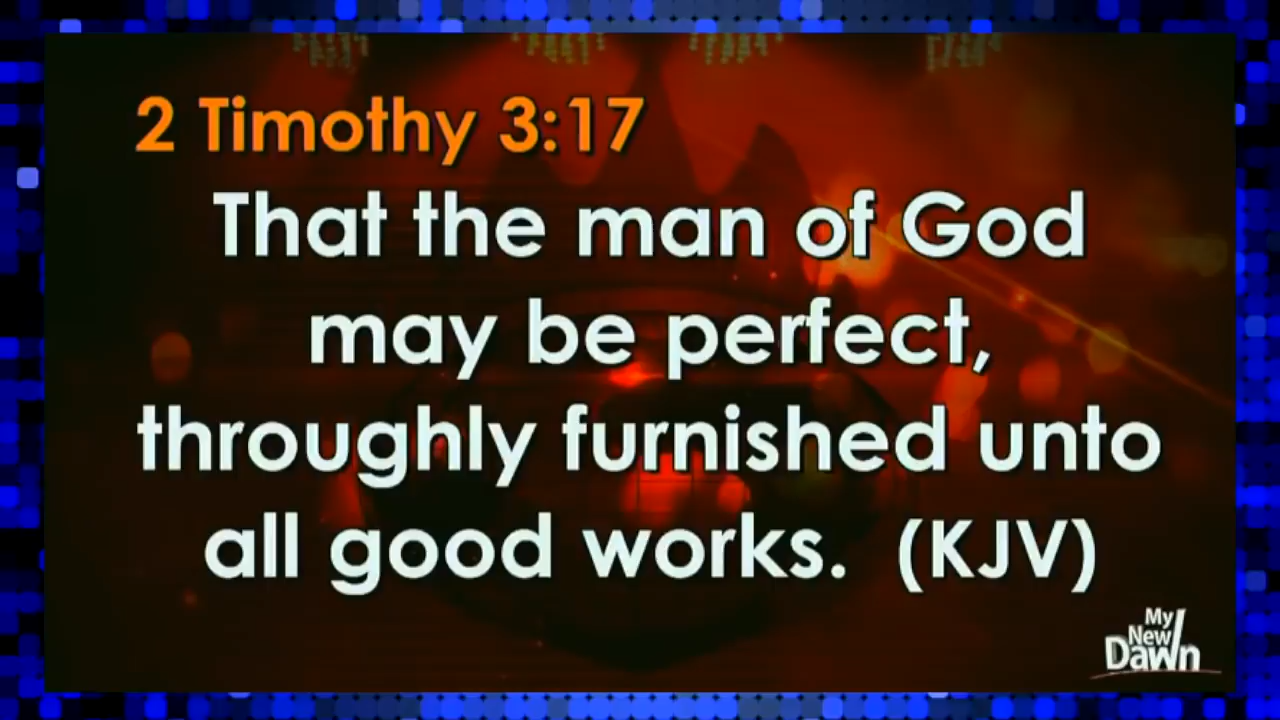 2 Timothy 3:17
That the man of God
may be perfect,
throughly furnished unto
all good works. (KJV)
My
New
Dawn